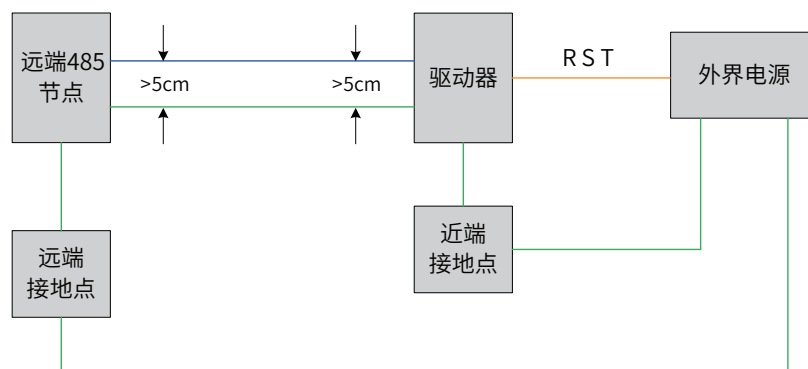 远端485
节点
>5cm
>5cm
驱动器
R S T
外界电源
远端
接地点
近端
接地点